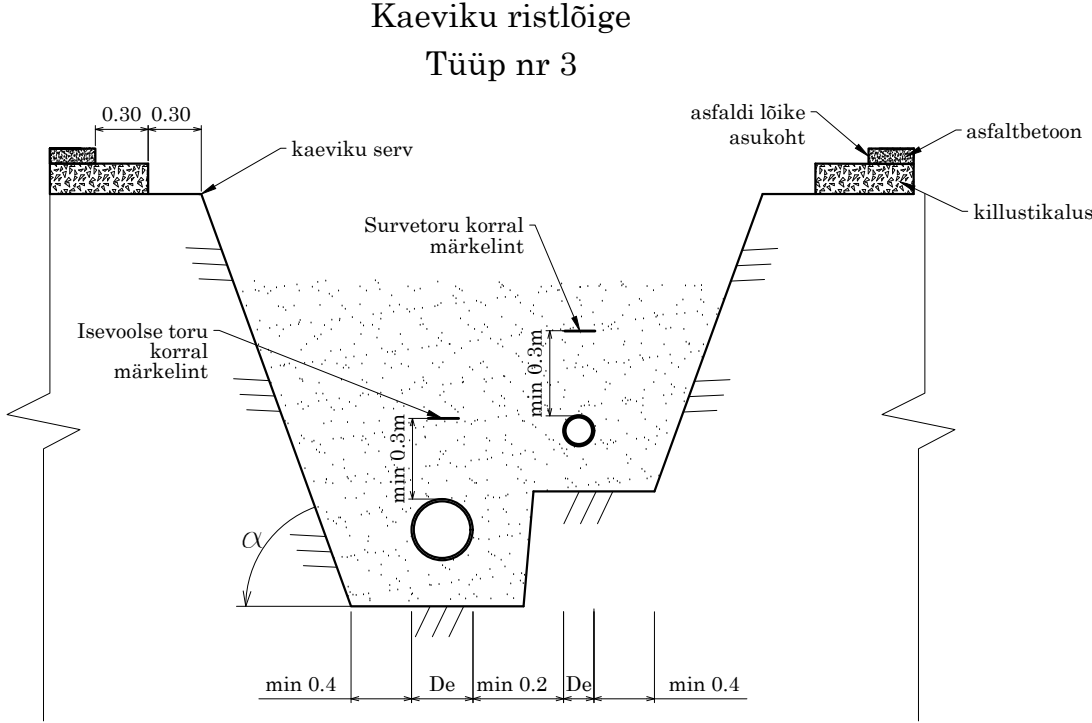 Kaeviku ristlõige
Tüüp nr 3
0.30 0.30
kaeviku serv
asfaldi lõike
asukoht
asfaltbetoon
killustikalus
Survetoru korral
märkelint
Isevoolse toru
korral
märkelint
min 0.3m
min 0.3m
α
min 0.4 De min 0.2 De min 0.4